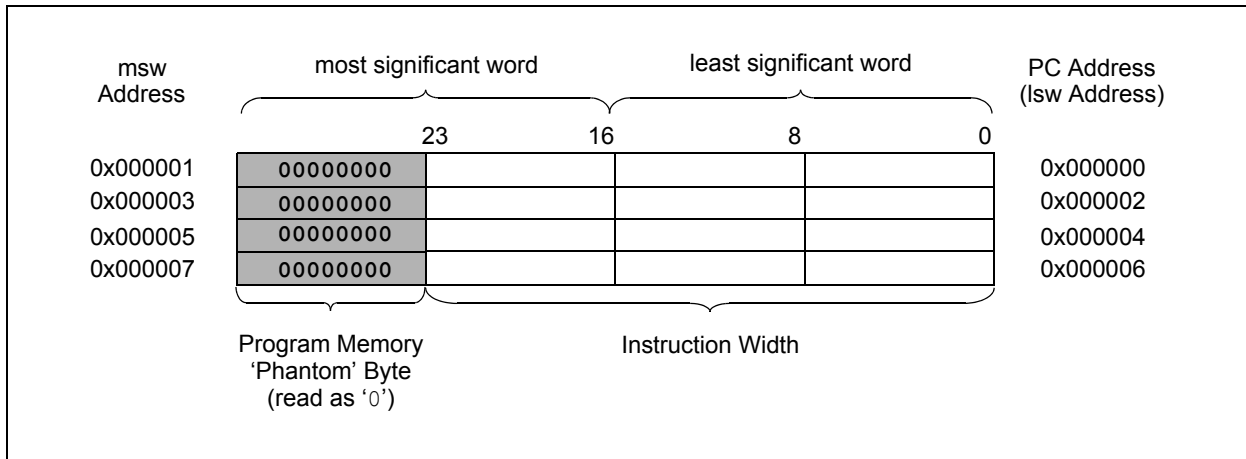 msw
Address
most significant word
least significant word
PC Address
(lsw Address)
23
16
8
0
0x000001
00000000
0x000000
0x000003
00000000
0x000002
0x000005
00000000
0x000004
0x000007
00000000
0x000006
Program Memory
‘Phantom’ Byte
(read as ‘0’)
Instruction Width